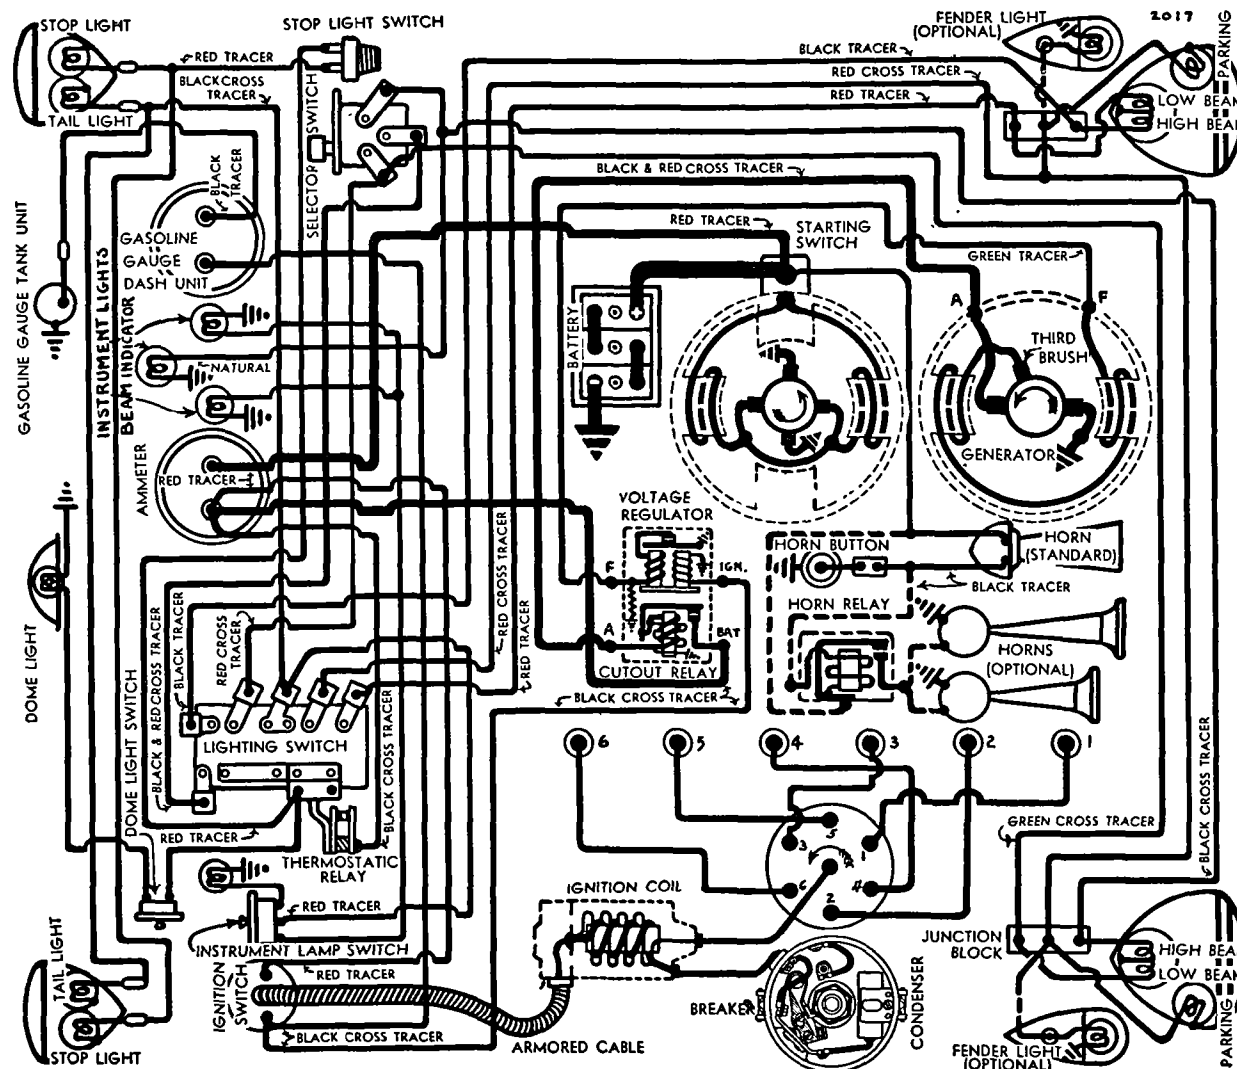 STOP LIGHT
STOP LIGHT SWITCH
FENDER LIGHT
(OPTIONAL)
2017
PARKING
RED TRACER
BLACK TRACER
BLACK CROSS
TRACER
RED CROSS TRACER
RED TRACER
LOW BEAM
HIGH BEAM
TAIL LIGHT
SELECTOR SWITCH
BLACK
TRACER
BLACK & RED CROSS TRACER
RED TRACER
STARTING
SWITCH
GREEN TRACER
GASOLINE GAUGE TANK UNIT
GASOLINE
GAUGE
DASH UNIT
INSTRUMENT LIGHTS
BEAM INDICATOR
NATURAL
BATTERY
A
F
THIRD
BRUSH
GENERATOR
AMMETER
RED TRACER
VOLTAGE
REGULATOR
F
IGN.
A
BAT
CUTOUT RELAY
BLACK CROSS TRACER
HORN BUTTON
HORN
(STANDARD)
BLACK TRACER
HORN RELAY
HORNS
(OPTIONAL)
DOME LIGHT
DOME LIGHT SWITCH
BLACK & RED CROSS TRACER
BLACK TRACER
RED CROSS
TRACER
RED CROSS TRACER
RED TRACER
LIGHTING SWITCH
BLACK CROSS TRACER
RED TRACER
THERMOSTATIC
RELAY
6
5
4
3
2
1
5
3
1
6
4
2
BLACK CROSS TRACER
GREEN CROSS TRACER
RED TRACER
INSTRUMENT LAMP SWITCH
RED TRACER
IGNITION
SWITCH
BLACK CROSS TRACER
IGNITION COIL
ARMORED CABLE
BREAKER
CONDENSER
JUNCTION
BLOCK
HIGH BEAM
LOW BEAM
PARKING
FENDER LIGHT
(OPTIONAL)
TAIL LIGHT
STOP LIGHT